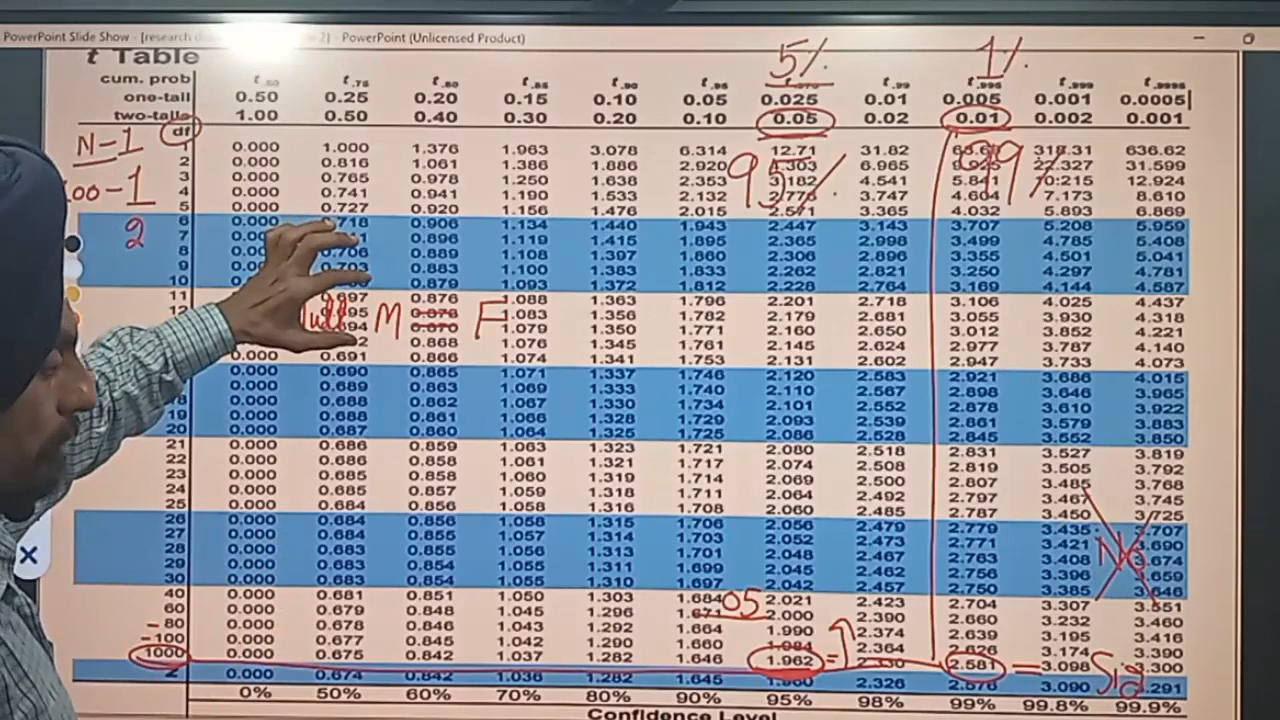 PowerPoint Slide Show - [research 2] - PowerPoint (Unlicensed Product)
t Table
5%
1%
cum. prob t.50 t.75 t.80 t.85 t.90 t.95 t.99 t.995 t.999 t.9995
one-tail 0.50 0.25 0.20 0.15 0.10 0.05 0.025 0.01 0.005 0.001 0.0005
two-tails 1.00 0.50 0.40 0.30 0.20 0.10 0.05 0.02 0.01 0.002 0.001
df
N-1
1 0.000 1.000 1.376 1.963 3.078 6.314 12.71 31.82 318.31 636.62
2 0.000 0.816 1.061 1.386 1.886 2.920 6.965 31.599
95%
99%
3 0.000 0.765 0.978 1.250 1.638 2.353 3.182 4.541 5.841 12.924
-1
4 0.000 0.741 0.941 1.190 1.533 2.132 3.747 4.604 7.173 8.610
5 0.000 0.727 0.920 1.156 1.476 2.015 2.571 3.365 4.032 5.893 6.869
6 0.000 0.718 0.906 1.134 1.440 1.943 2.447 3.143 3.707 5.208 5.959
2
7 0.896 1.119 1.415 1.895 2.365 2.998 3.499 4.785 5.408
8 0.706 0.889 1.108 1.397 1.860 2.306 2.896 3.355 4.501 5.041
9 0.703 0.883 1.100 1.383 1.833 2.262 2.821 3.250 4.297 4.781
10 0.879 1.093 1.372 1.812 2.228 2.764 3.169 4.144 4.587
11 0.697 0.876 1.088 1.363 1.796 2.201 2.718 3.106 4.025 4.437
12 1.083 1.356 1.782 2.179 2.681 3.055 3.930 4.318
M F
1.079 1.350 1.771 2.160 2.650 3.012 3.852 4.221
0.868 1.076 1.345 1.761 2.145 2.624 2.977 3.787 4.140
0.000 0.691 0.866 1.074 1.341 1.753 2.131 2.602 2.947 3.733 4.073
0.000 0.690 0.865 1.071 1.337 1.746 2.120 2.583 2.921 3.686 4.015
0.000 0.689 0.863 1.069 1.333 1.740 2.110 2.567 2.898 3.646 3.965
0.000 0.688 0.862 1.067 1.330 1.734 2.101 2.552 2.878 3.610 3.922
19 0.000 0.688 0.861 1.066 1.328 1.729 2.093 2.539 2.861 3.579 3.883
20 0.000 0.687 0.860 1.064 1.325 1.725 2.086 2.528 2.845 3.552 3.850
21 0.000 0.686 0.859 1.063 1.323 1.721 2.080 2.518 2.831 3.527 3.819
22 0.000 0.686 0.858 1.061 1.321 1.717 2.074 2.508 2.819 3.505 3.792
23 0.000 0.685 0.858 1.060 1.319 1.714 2.069 2.500 2.807 3.485 3.768
24 0.000 0.685 0.857 1.059 1.318 1.711 2.064 2.492 2.797 3.467 3.745
25 0.000 0.684 0.856 1.058 1.316 1.708 2.060 2.485 2.787 3.450 3.725
26 0.000 0.684 0.856 1.058 1.315 1.706 2.056 2.479 2.779 3.435
27 0.000 0.684 0.855 1.057 1.314 1.703 2.052 2.473 2.771 3.421
28 0.000 0.683 0.855 1.056 1.313 1.701 2.048 2.467 2.763 3.408
29 0.000 0.683 0.854 1.055 1.311 1.699 2.045 2.462 2.756 3.396
30 0.000 0.683 0.854 1.055 1.310 1.697 2.042 2.457 2.750 3.385
40 0.000 0.681 0.851 1.050 1.303 1.684 2.021 2.423 2.704 3.307 3.551
05
60 0.000 0.679 0.848 1.045 1.296 1.671 2.000 2.390 2.660 3.232 3.460
80 0.000 0.678 0.846 1.043 1.292 1.664 1.990 2.374 2.639 3.195 3.416
100 0.000 0.677 0.845 1.042 1.290 1.660 1.984 2.364 2.626 3.174 3.390
1000 0.000 0.675 0.842 1.037 1.282 1.646 1.962 2.581 3.098 3.300
= Sig
0.000 0.674 0.842 1.036 1.282 1.645 1.960 2.326 2.576 3.090
0% 50% 60% 70% 80% 90% 95% 98% 99% 99.8% 99.9%
Confidence Level